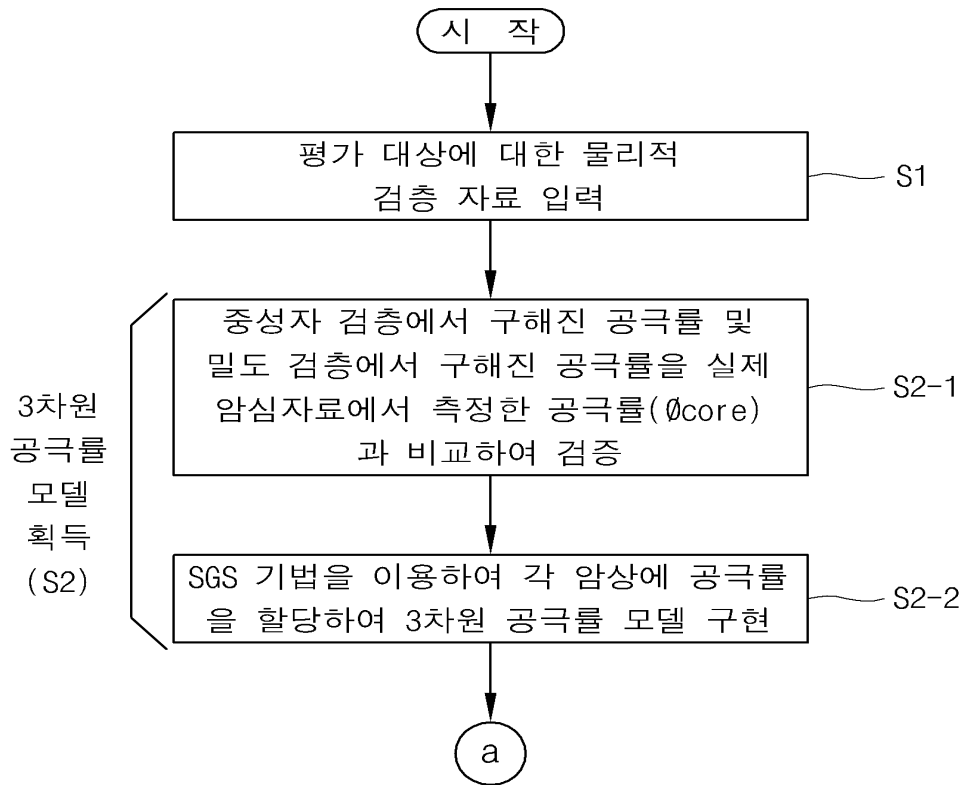 시 작
평가 대상에 대한 물리적
검층 자료 입력
S1
3차원
공극률
모델
획득
(S2)
중성자 검층에서 구해진 공극률 및
밀도 검층에서 구해진 공극률을 실제
암심자료에서 측정한 공극률(Øcore)
과 비교하여 검증
S2-1
SGS 기법을 이용하여 각 암상에 공극률
을 할당하여 3차원 공극률 모델 구현
S2-2
a